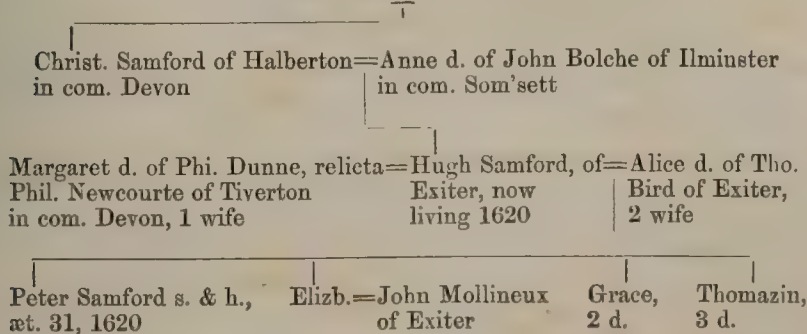 Christ. Samford of Halberton=Anne d. of John Bolche of Ilminster
in com. Devon in com. Som'sett
Margaret d. of Phi. Dunne, relicta=Hugh Samford, of=Alice d. of Tho.
Phil. Newcourte of Tiverton Exiter, now Bird of Exiter,
in com. Devon, 1 wife living 1620 2 wife
Peter Samford s. & h., Elizb.=John Mollineux Grace, Thomazin,
æt. 31, 1620 of Exiter 2 d. 3 d.